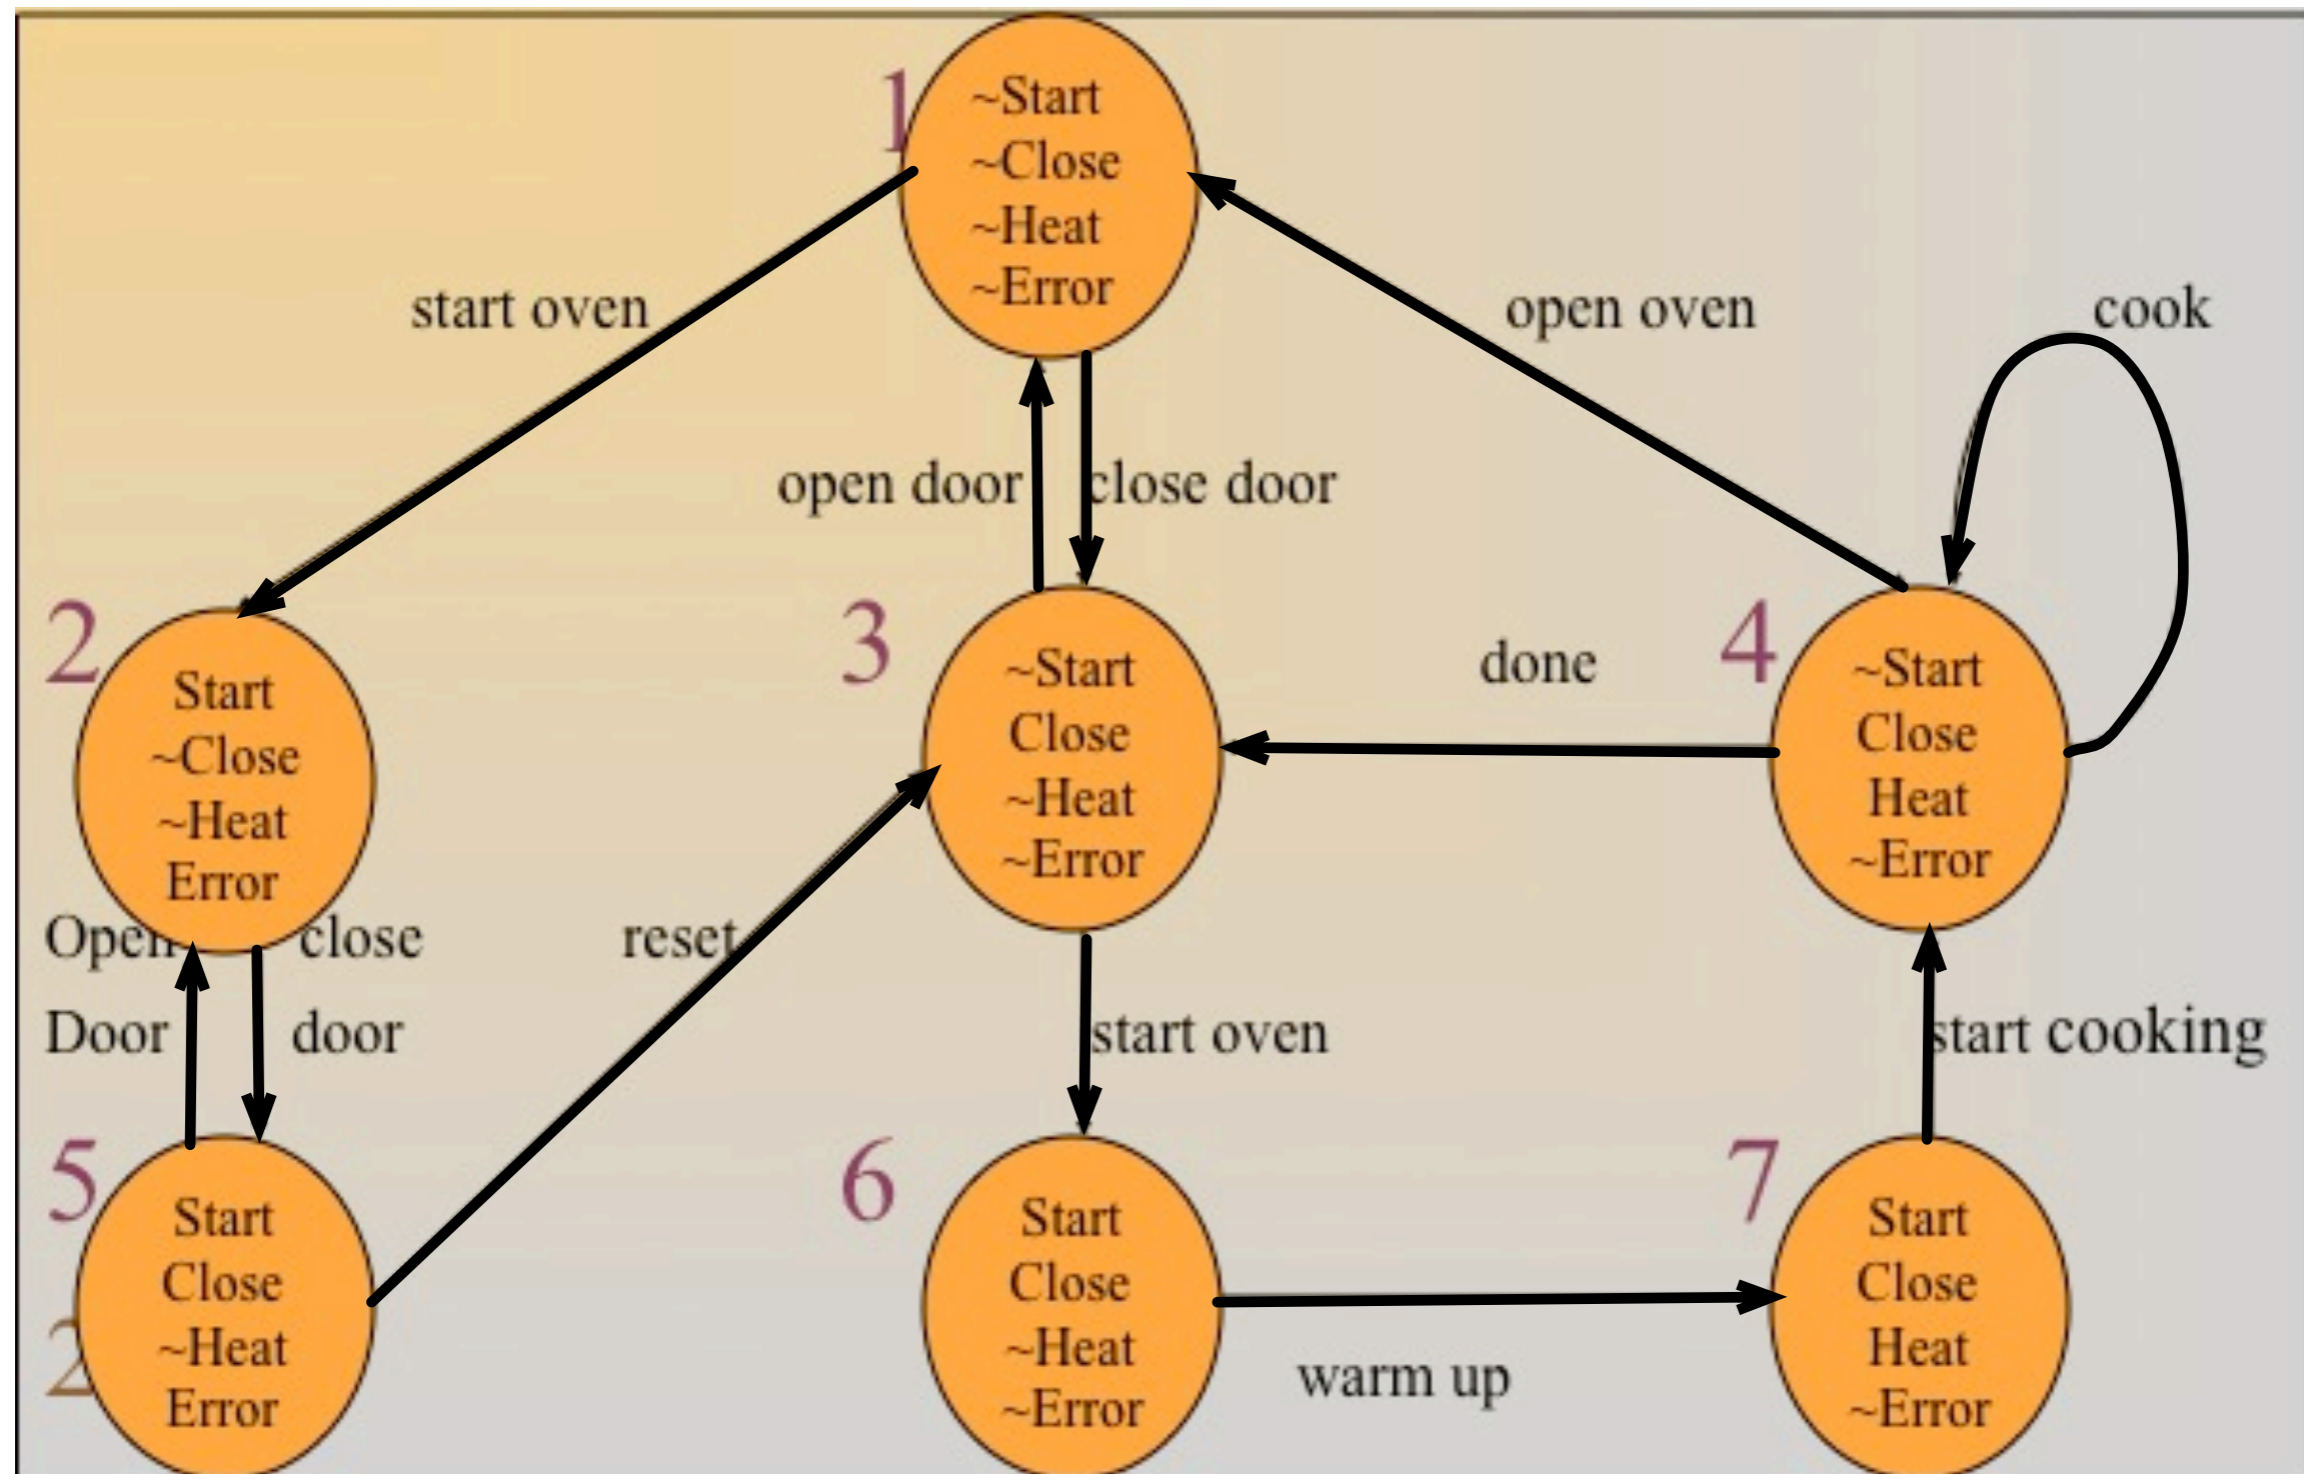 1
~Start
~Close
~Heat
~Error
start oven
open oven
cook
open door
close door
2
Start
~Close
~Heat
Error
3
~Start
Close
~Heat
~Error
done
4
~Start
Close
Heat
~Error
Open
Door
close
door
reset
start oven
start cooking
5
Start
Close
~Heat
Error
2
6
Start
Close
~Heat
~Error
warm up
7
Start
Close
Heat
~Error